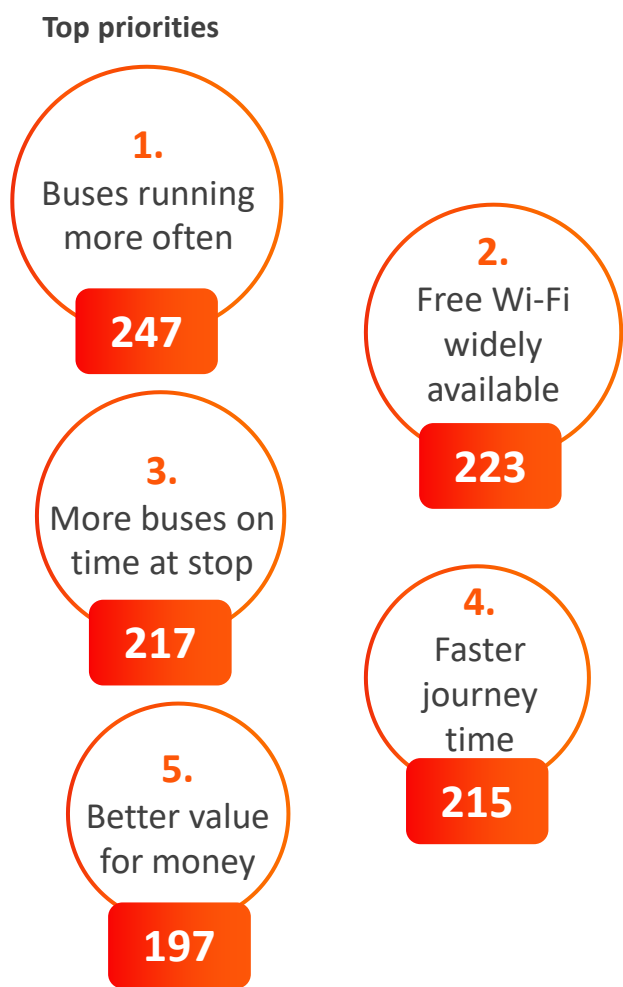 Top priorities
1.
Buses running
more often
247
2.
Free Wi-Fi
widely
available
223
3.
More buses on
time at stop
217
4.
Faster
journey
time
215
5.
Better value
for money
197